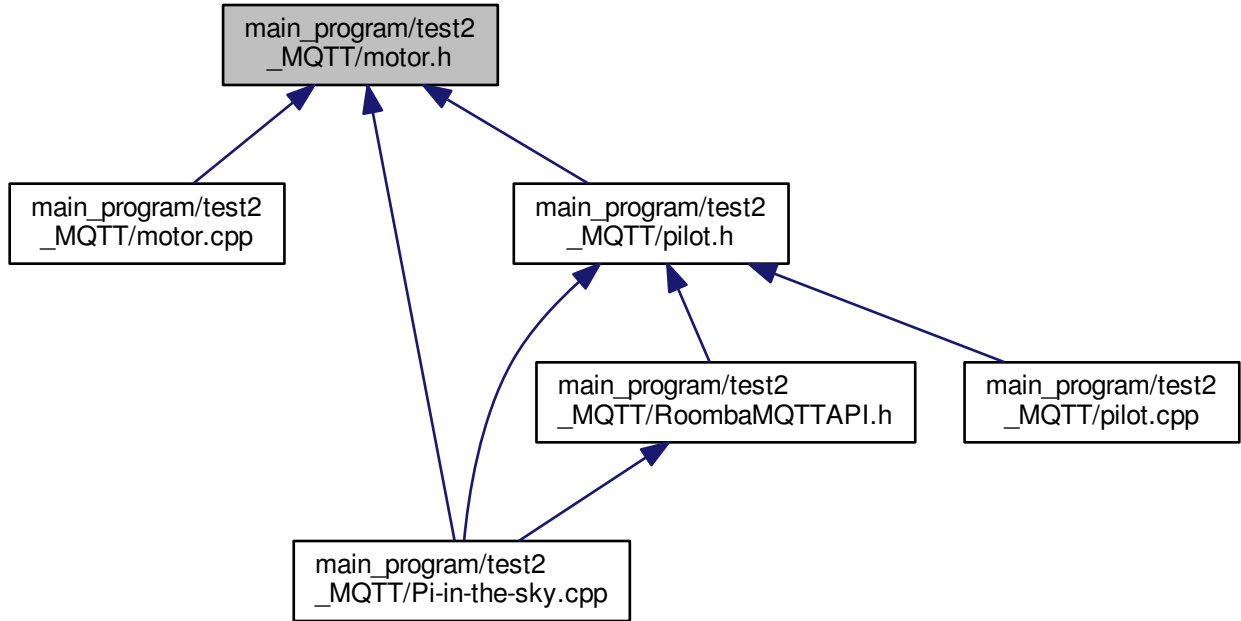 main_program/test2
_MQTT/motor.h
main_program/test2
_MQTT/motor.cpp
main_program/test2
_MQTT/pilot.h
main_program/test2
_MQTT/RoombaMQTTAPI.h
main_program/test2
_MQTT/pilot.cpp
main_program/test2
_MQTT/Pi-in-the-sky.cpp